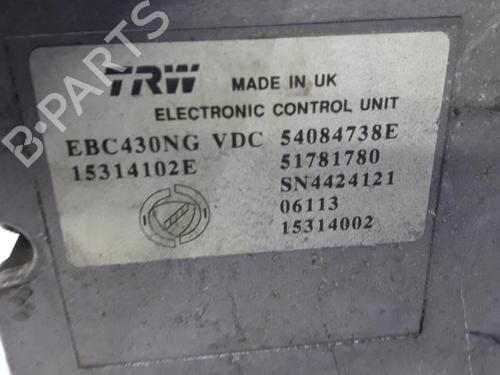 B-PARTS
TRW MADE IN UK
ELECTRONIC CONTROL UNIT
EBC430NG VDC 54084738E
15314102E 51781780
SN4424121
06113
15314002